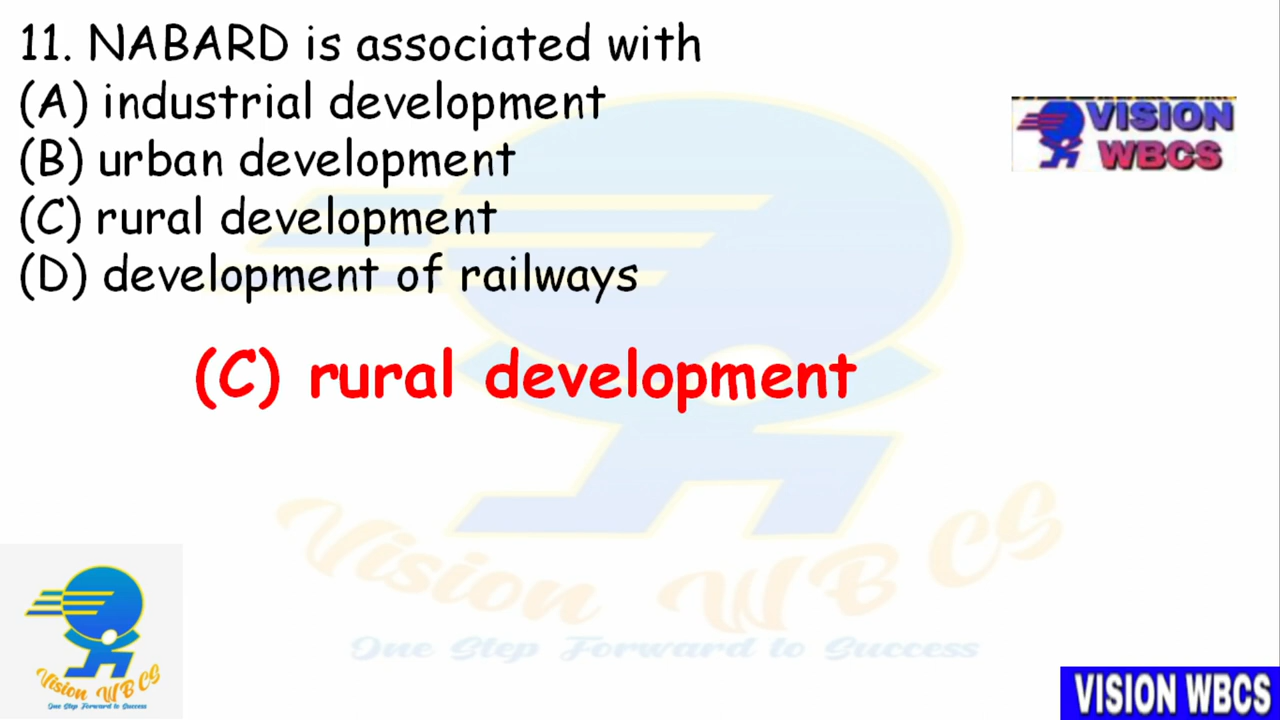 11. NABARD is associated with
(A) industrial development
(B) urban development
(C) rural development
(D) development of railways
VISION
WBCS
(C) rural development
Vision WBCS
One Step Forward to Success
Vision WBCS
One Step Forward to Success
VISION WBCS